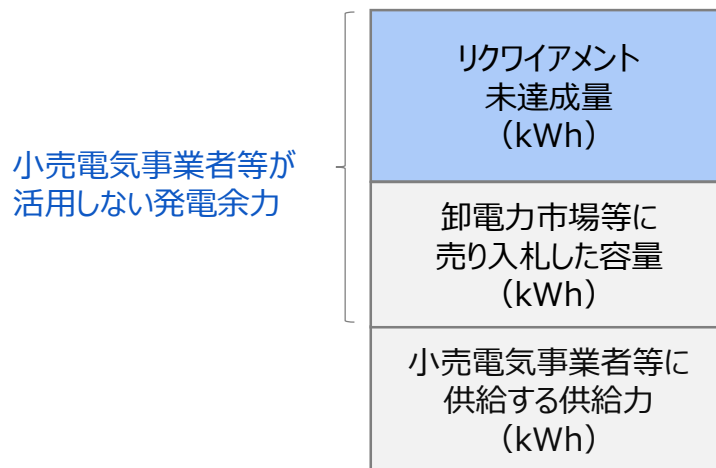 リクワイアメント
未達成量
（kWh）
小売電気事業者等が
活用しない発電余力
卸電力市場等に
売り入札した容量
（kWh）
小売電気事業者等に
供給する供給力
（kWh）